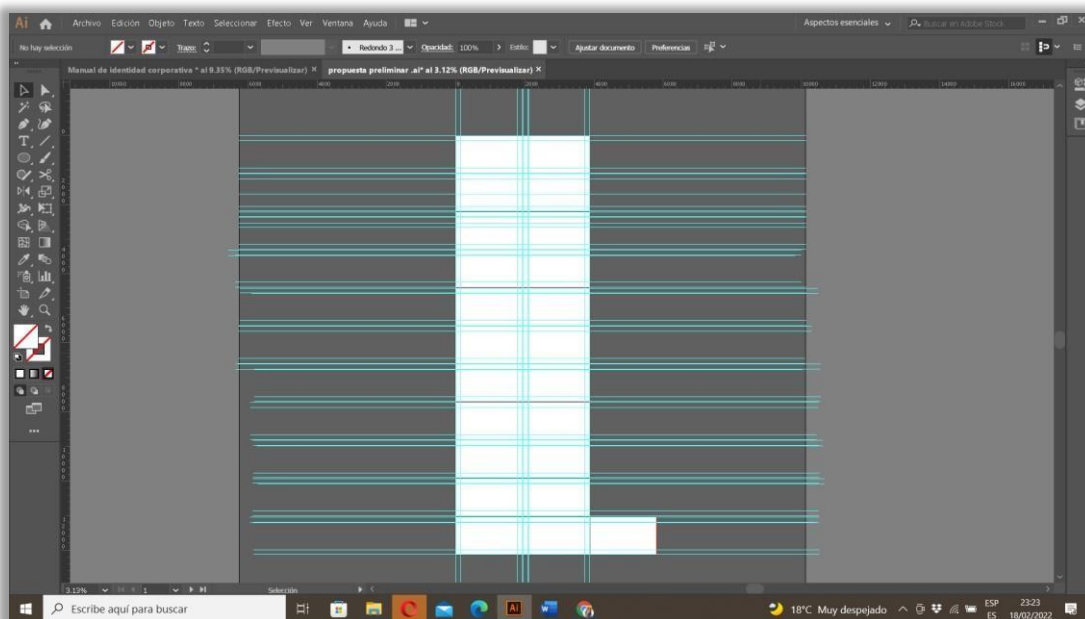 Ai Archivo Edición Objeto Texto Seleccionar Efecto Ver Ventana Ayuda Aspectos esenciales Buscar en Adobe Stock
No hay selección Trazo: Redondo 3 ... Opacidad: 100% Estilo: Ajustar documento Preferencias
Manual de identidad corporativa * al 9.35% (RGB/Previsualizar) × propuesta preliminar .ai* al 3.12% (RGB/Previsualizar) ×
3.13% 1 Selección
Escribe aquí para buscar Ai 18°C Muy despejado ESP 23:23
ES 18/02/2022